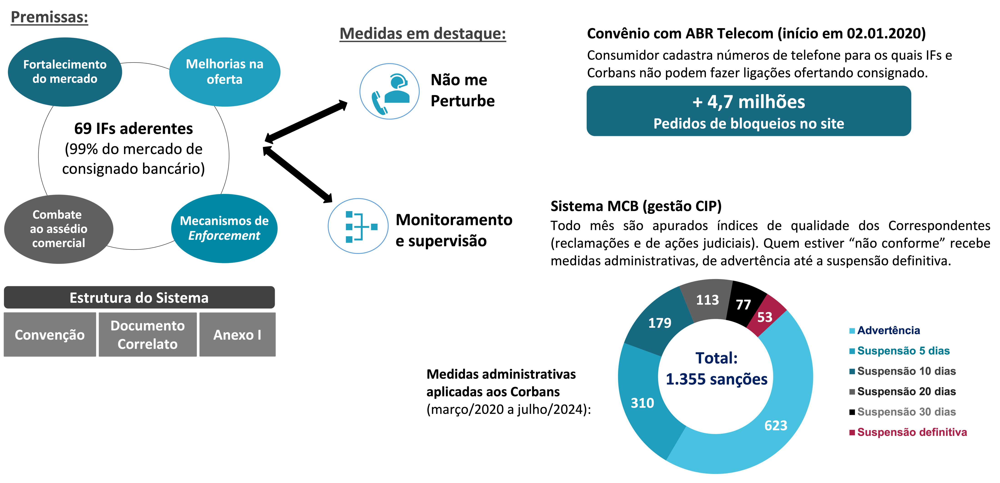 Premissas:
Fortalecimento
do mercado
Melhorias na
oferta
69 IFs aderentes
(99% do mercado de
consignado bancário)
Combate
ao assédio
comercial
Mecanismos de
Enforcement
Estrutura do Sistema
Convenção
Documento
Correlato
Anexo I
Medidas em destaque:
Não me
Perturbe
Monitoramento
e supervisão
Convênio com ABR Telecom (início em 02.01.2020)
Consumidor cadastra números de telefone para os quais IFs e
Corbans não podem fazer ligações ofertando consignado.
+ 4,7 milhões
Pedidos de bloqueios no site
Sistema MCB (gestão CIP)
Todo mês são apurados índices de qualidade dos Correspondentes
(reclamações e de ações judiciais). Quem estiver “não conforme” recebe
medidas administrativas, de advertência até a suspensão definitiva.
Medidas administrativas
aplicadas aos Corbans
(março/2020 a julho/2024):
113
77
53
179
310
623
Total:
1.355 sanções
Advertência
Suspensão 5 dias
Suspensão 10 dias
Suspensão 20 dias
Suspensão 30 dias
Suspensão definitiva